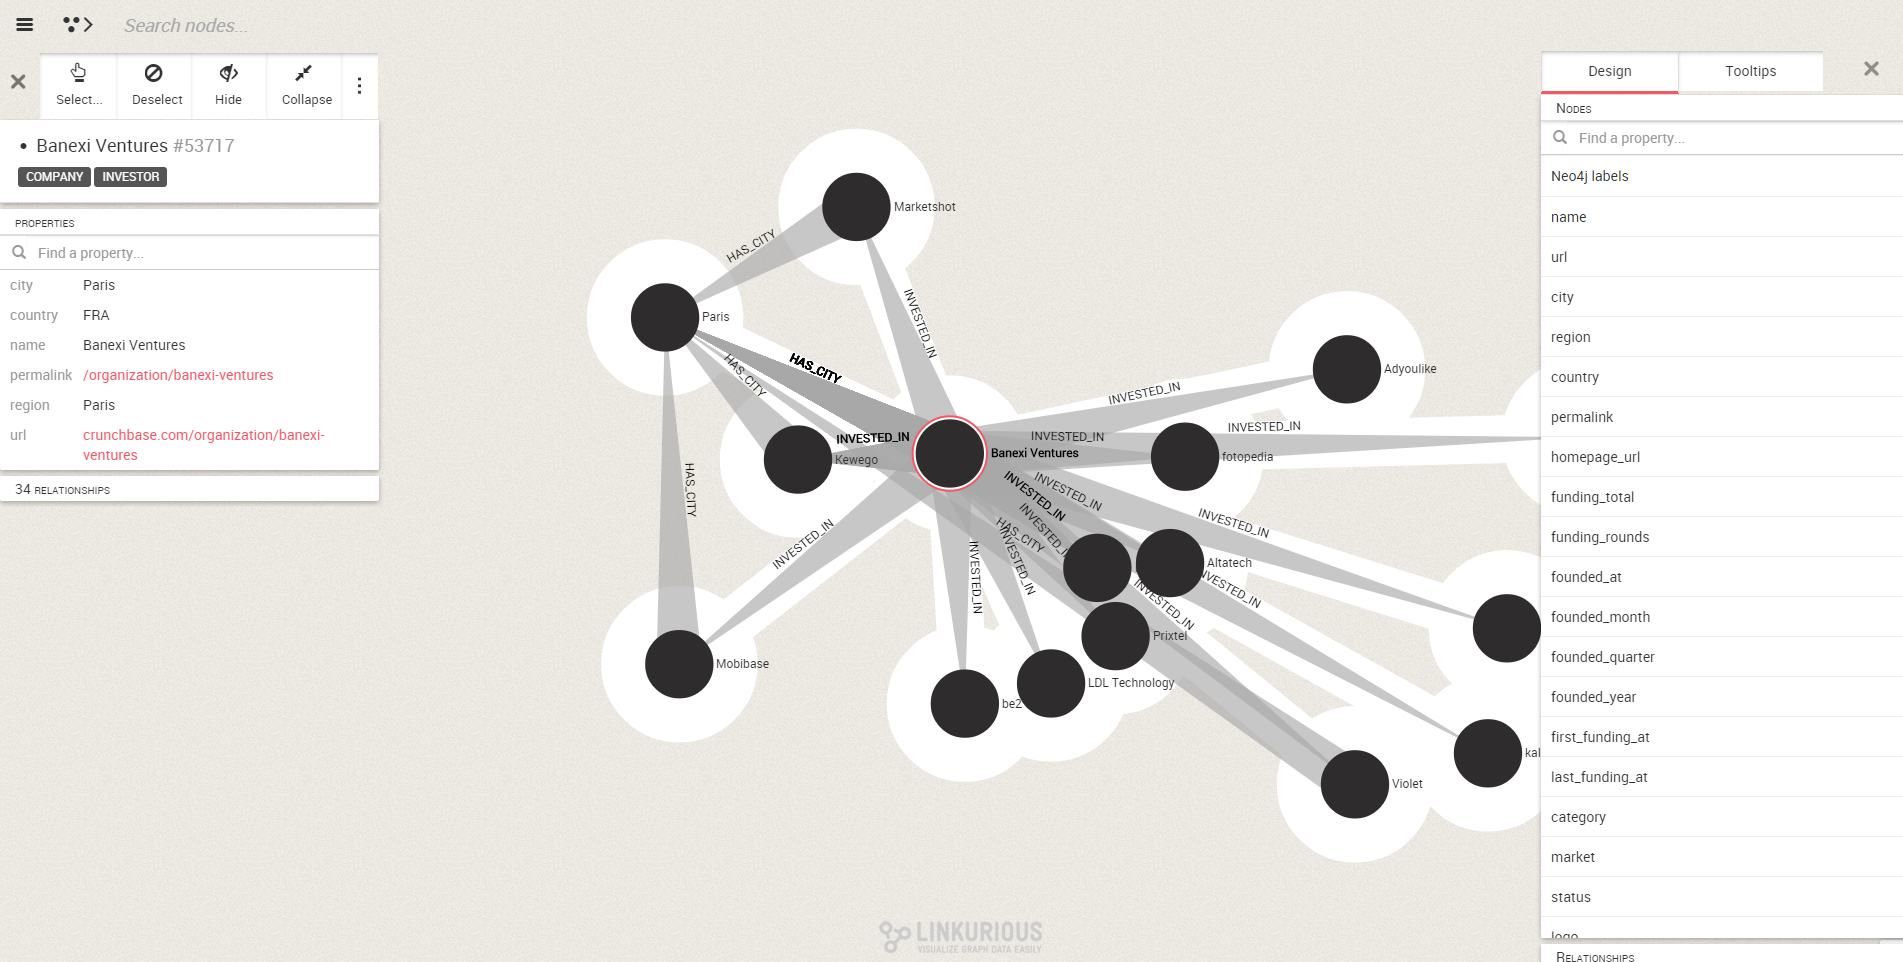 Search nodes...
Select...
Deselect
Hide
Collapse
Banexi Ventures #53717
COMPANY INVESTOR
PROPERTIES
Find a property...
city Paris
country FRA
name Banexi Ventures
permalink /organization/banexi-ventures
region Paris
url crunchbase.com/organization/banexi-
ventures
34 RELATIONSHIPS
Marketshot
HAS_CITY
INVESTED_IN
Paris
HAS_CITY
HAS_CITY
INVESTED_IN
Adyoulike
INVESTED_IN
INVESTED_IN
INVESTED_IN
Kewego
Banexi Ventures
fotopedia
HAS_CITY
INVESTED_IN
INVESTED_IN
INVESTED_IN
INVESTED_IN
HAS_CITY
INVESTED_IN
INVESTED_IN
INVESTED_IN
Altatech
INVESTED_IN
INVESTED_IN
Prixtel
Mobibase
LDL Technology
be2
kal
Violet
LINKURIOUS
VISUALIZE GRAPH DATA EASILY
Design
Tooltips
NODES
Find a property...
Neo4j labels
name
url
city
region
country
permalink
homepage_url
funding_total
funding_rounds
founded_at
founded_month
founded_quarter
founded_year
first_funding_at
last_funding_at
category
market
status
logo
RELATIONSHIPS